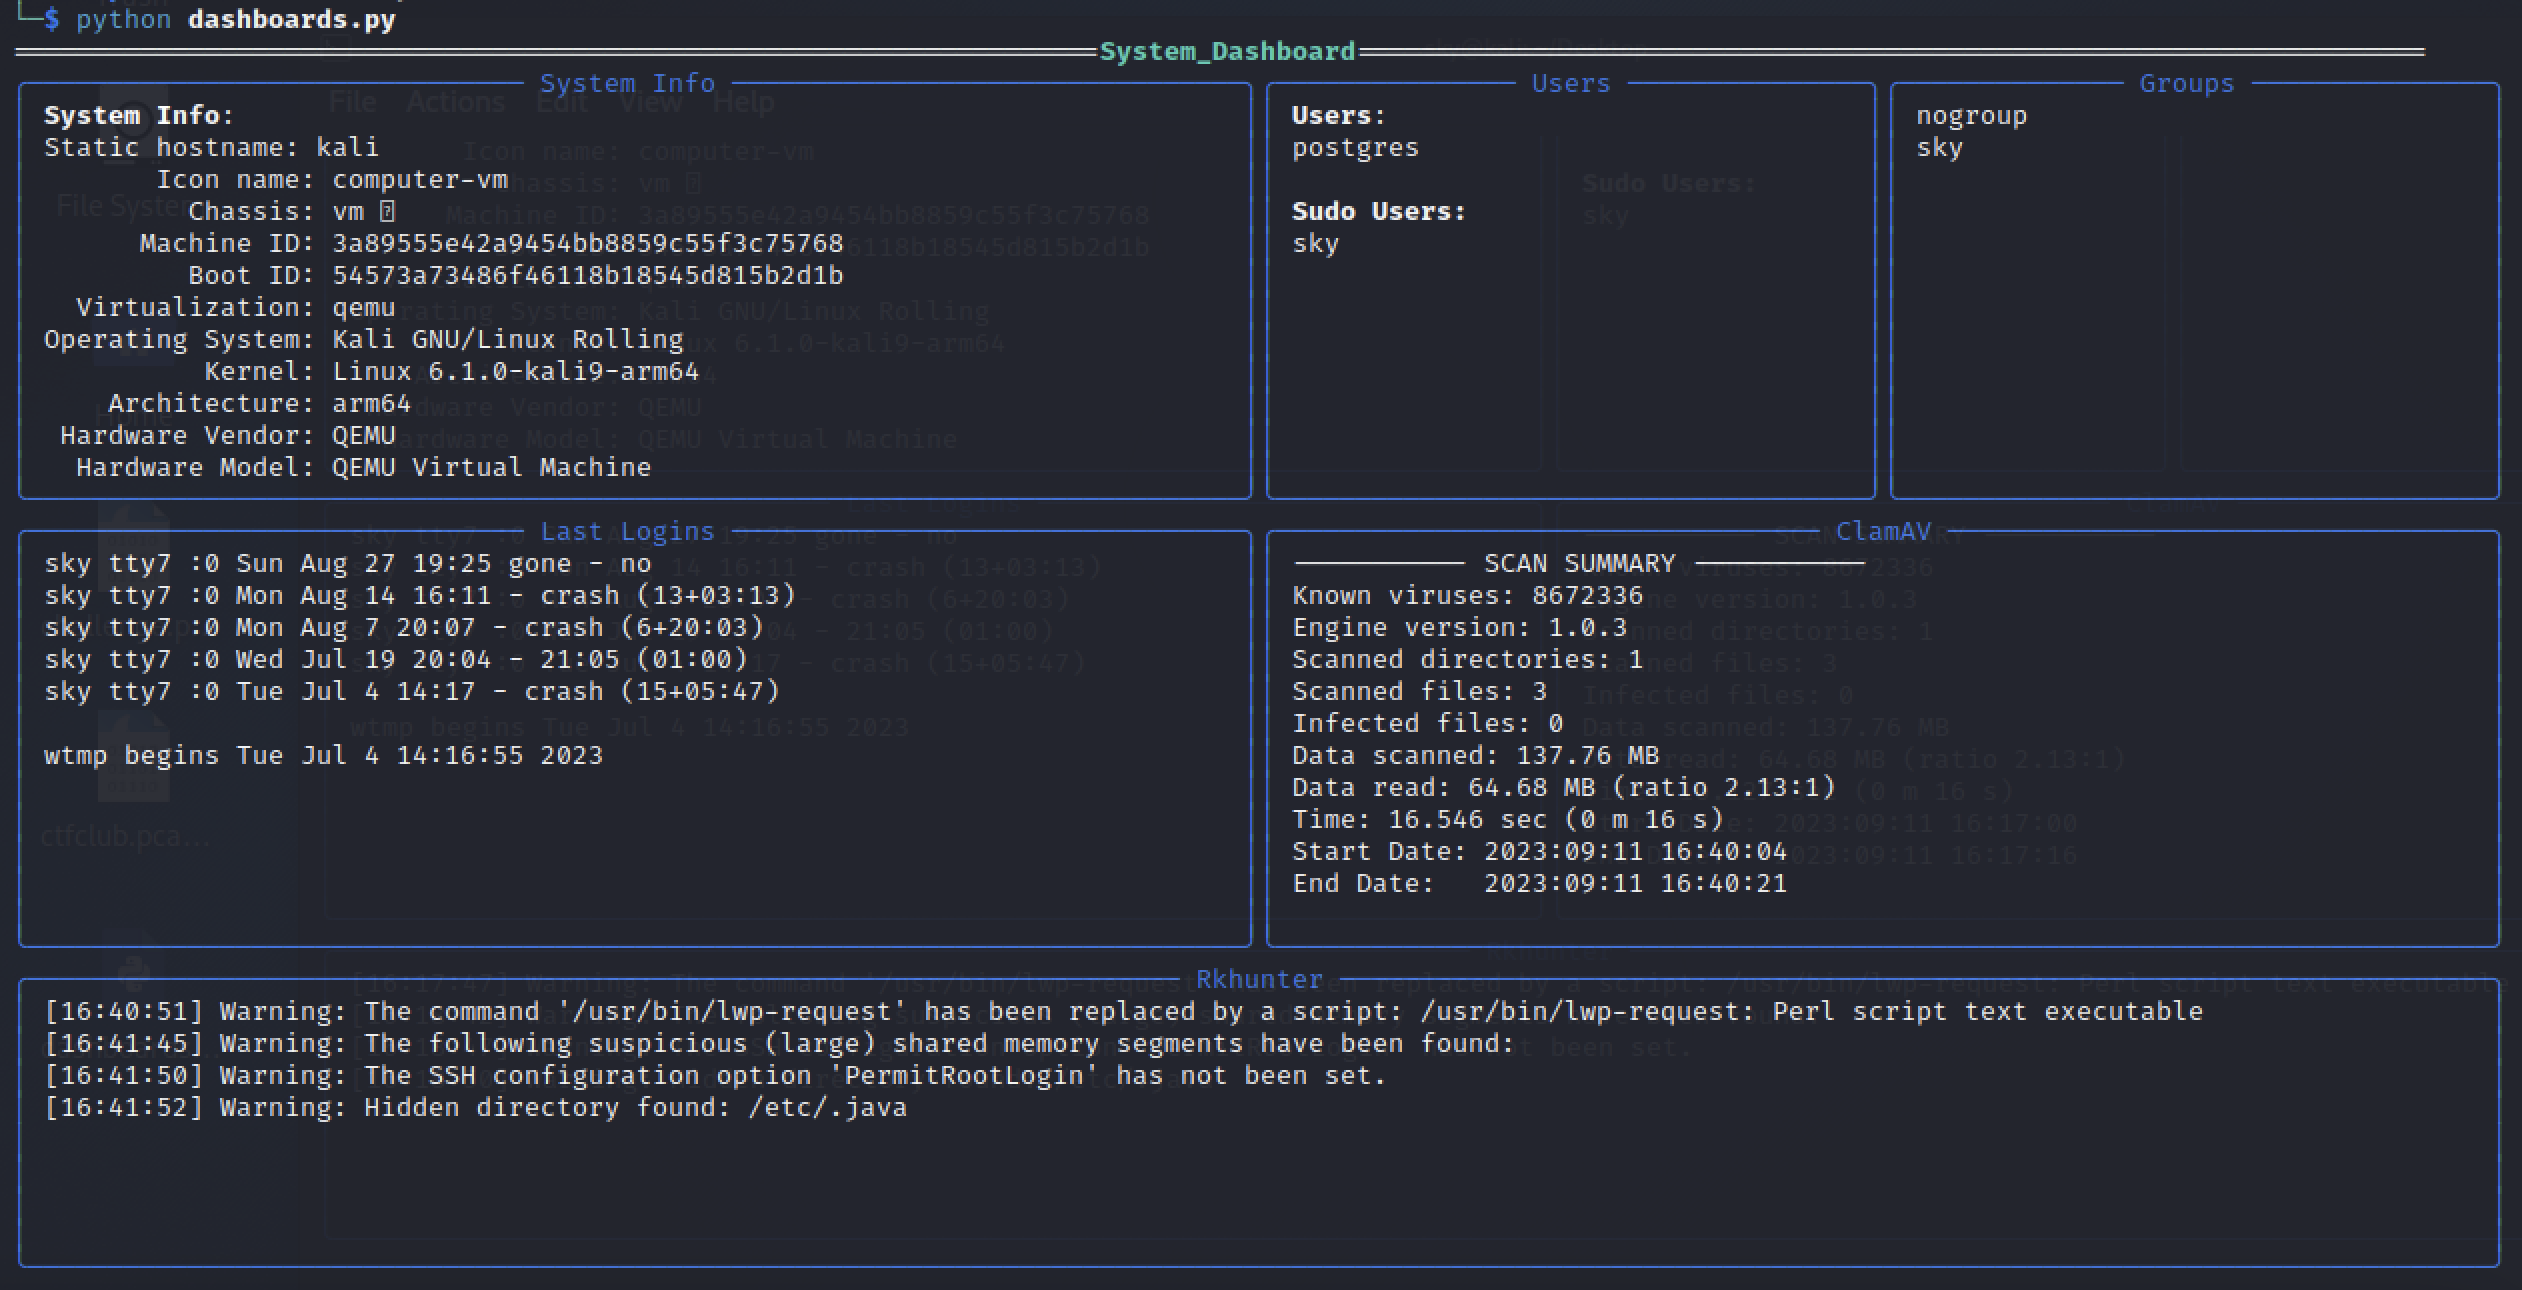 $ python dashboards.py
System_Dashboard
System Info
System Info:
Static hostname: kali
Icon name: computer-vm
Chassis: vm
Machine ID: 3a89555e42a9454bb8859c55f3c75768
Boot ID: 54573a73486f46118b18545d815b2d1b
Virtualization: qemu
Operating System: Kali GNU/Linux Rolling
Kernel: Linux 6.1.0-kali9-arm64
Architecture: arm64
Hardware Vendor: QEMU
Hardware Model: QEMU Virtual Machine
Users
Users:
postgres
Sudo Users:
sky
Groups
nogroup
sky
Last Logins
sky tty7 :0 Sun Aug 27 19:25 gone - no
sky tty7 :0 Mon Aug 14 16:11 - crash (13+03:13)
sky tty7 :0 Mon Aug 7 20:07 - crash (6+20:03)
sky tty7 :0 Wed Jul 19 20:04 - 21:05 (01:00)
sky tty7 :0 Tue Jul 4 14:17 - crash (15+05:47)
wtmp begins Tue Jul 4 14:16:55 2023
ClamAV
SCAN SUMMARY
Known viruses: 8672336
Engine version: 1.0.3
Scanned directories: 1
Scanned files: 3
Infected files: 0
Data scanned: 137.76 MB
Data read: 64.68 MB (ratio 2.13:1)
Time: 16.546 sec (0 m 16 s)
Start Date: 2023:09:11 16:40:04
End Date:   2023:09:11 16:40:21
Rkhunter
[16:40:51] Warning: The command '/usr/bin/lwp-request' has been replaced by a script: /usr/bin/lwp-request: Perl script text executable
[16:41:45] Warning: The following suspicious (large) shared memory segments have been found:
[16:41:50] Warning: The SSH configuration option 'PermitRootLogin' has not been set.
[16:41:52] Warning: Hidden directory found: /etc/.java